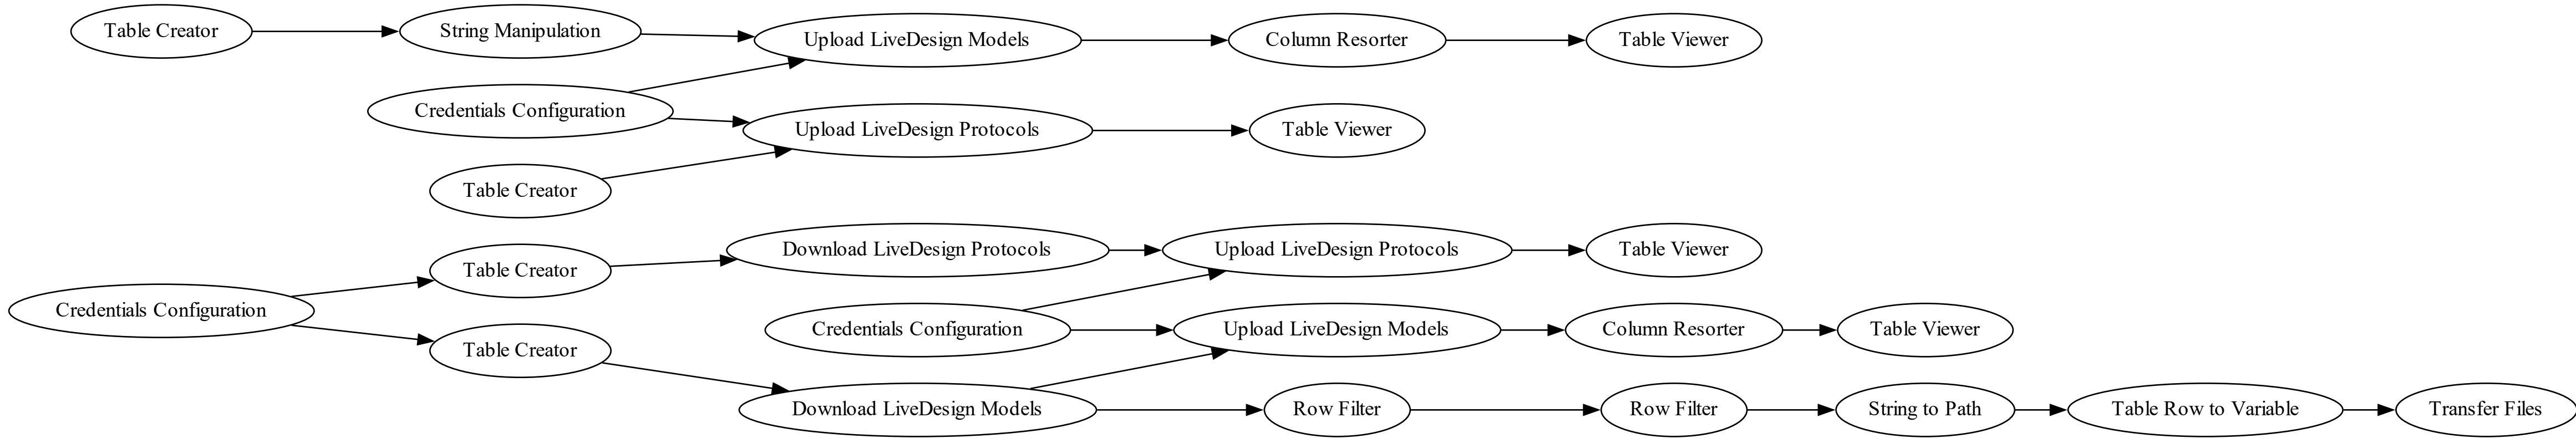 Table Creator
String Manipulation
Upload LiveDesign Models
Column Resorter
Table Viewer
Credentials Configuration
Upload LiveDesign Protocols
Table Viewer
Table Creator
Download LiveDesign Protocols
Upload LiveDesign Protocols
Table Viewer
Table Creator
Credentials Configuration
Credentials Configuration
Upload LiveDesign Models
Column Resorter
Table Viewer
Table Creator
Download LiveDesign Models
Row Filter
Row Filter
String to Path
Table Row to Variable
Transfer Files